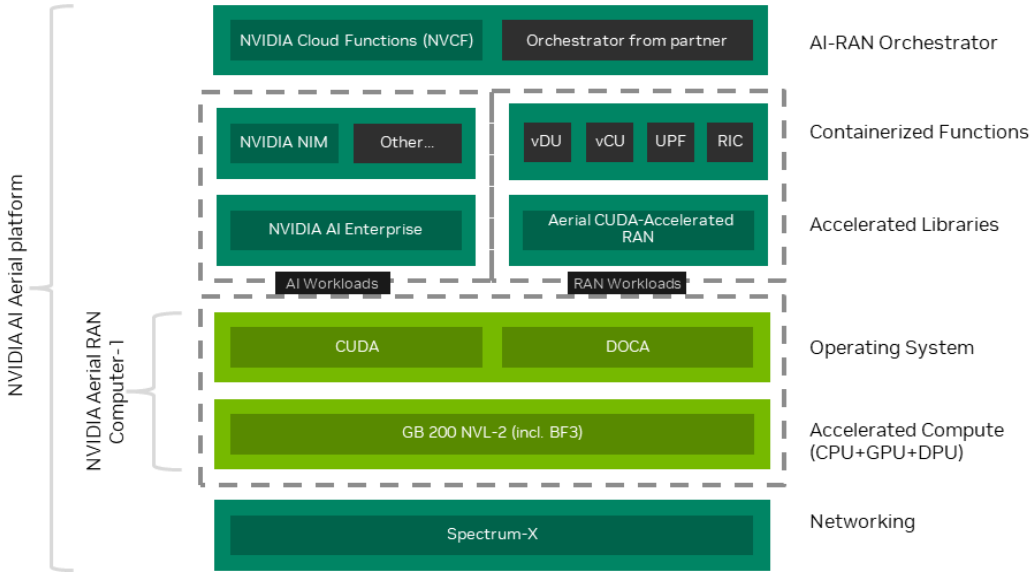 NVIDIA Cloud Functions (NVCF)
Orchestrator from partner
AI-RAN Orchestrator
NVIDIA NIM
Other...
vDU
vCU
UPF
RIC
Containerized Functions
NVIDIA AI Enterprise
Aerial CUDA-Accelerated
RAN
Accelerated Libraries
AI Workloads
RAN Workloads
NVIDIA AI Aerial platform
NVIDIA Aerial RAN
Computer-1
CUDA
DOCA
Operating System
GB 200 NVL-2 (incl. BF3)
Accelerated Compute
(CPU+GPU+DPU)
Spectrum-X
Networking